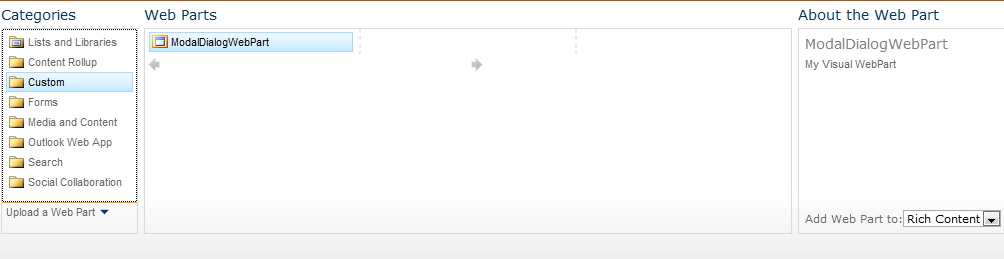 Categories
Lists and Libraries
Content Rollup
Custom
Forms
Media and Content
Outlook Web App
Search
Social Collaboration
Upload a Web Part
Web Parts
ModalDialogWebPart
About the Web Part
ModalDialogWebPart
My Visual WebPart
Add Web Part to: Rich Content